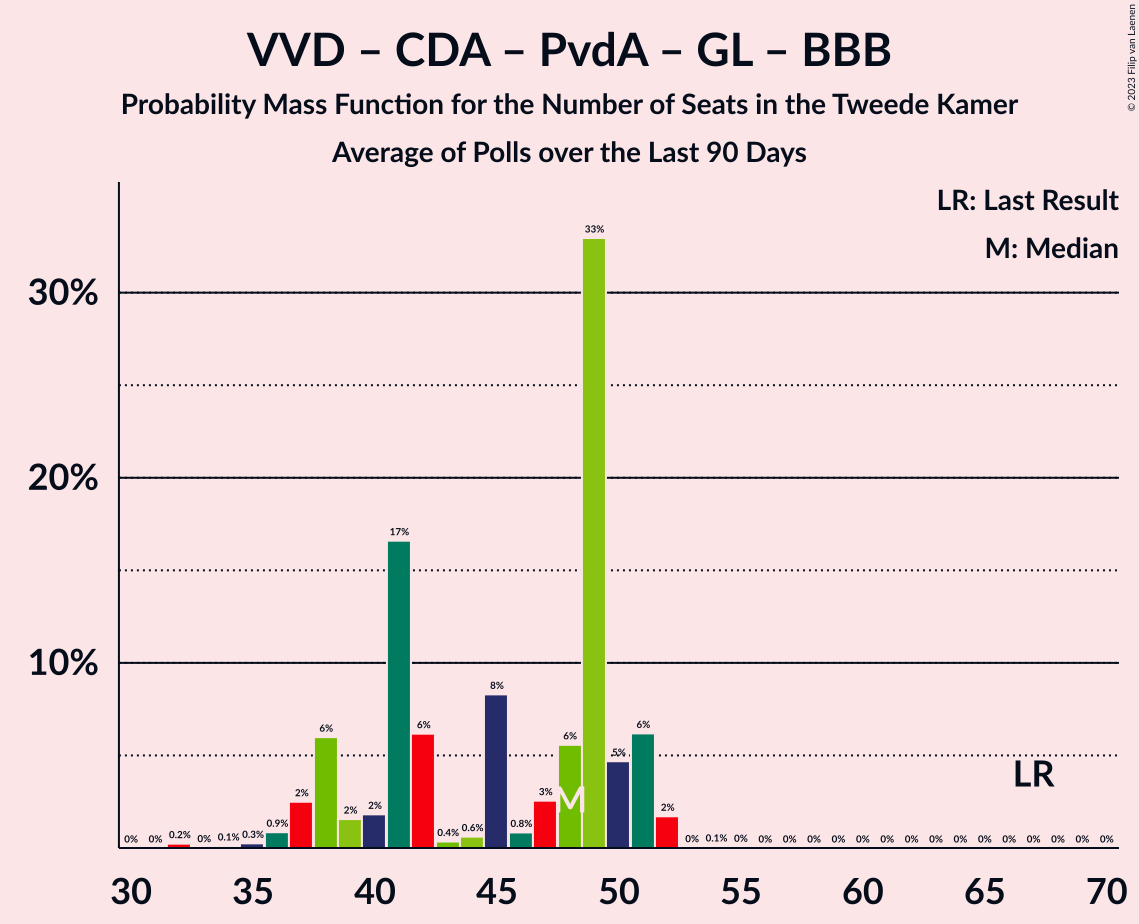 VVD – CDA – PvdA – GL – BBB
Probability Mass Function for the Number of Seats in the Tweede Kamer
Average of Polls over the Last 90 Days
© 2023 Filip van Laenen
LR: Last Result
M: Median
30%
20%
10%
0% 0% 0.2% 0% 0.1% 0.3% 0.9% 2% 6% 2% 2% 17% 6% 0.4% 0.6% 8% 0.8% 3% 6% 33% 5% 6% 2% 0% 0.1% 0% 0% 0% 0% 0% 0% 0% 0% 0% 0% 0% 0% 0% 0% 0% 0%
M
LR
30 35 40 45 50 55 60 65 70